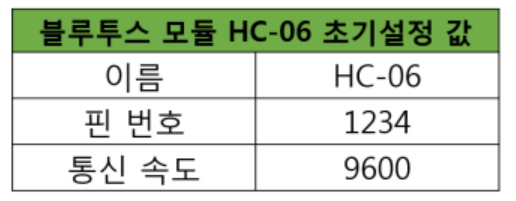 블루투스 모듈 HC-06 초기설정 값
이름 HC-06
핀 번호 1234
통신 속도 9600